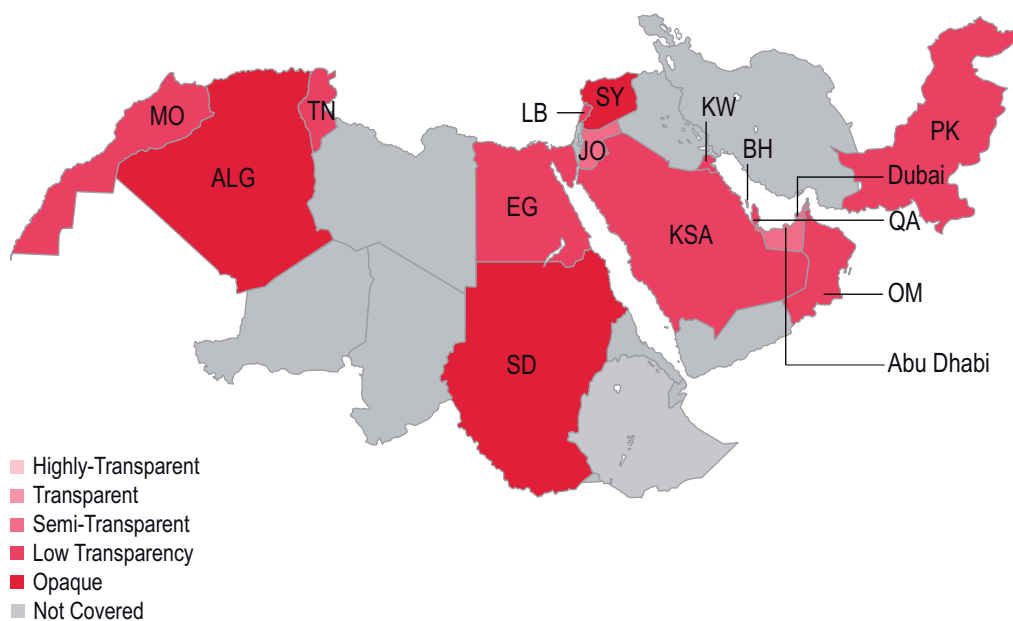 MO
TN
ALG
LB
SY
KW
JO
BH
PK
Dubai
EG
KSA
QA
OM
SD
Abu Dhabi
Highly-Transparent
Transparent
Semi-Transparent
Low Transparency
Opaque
Not Covered